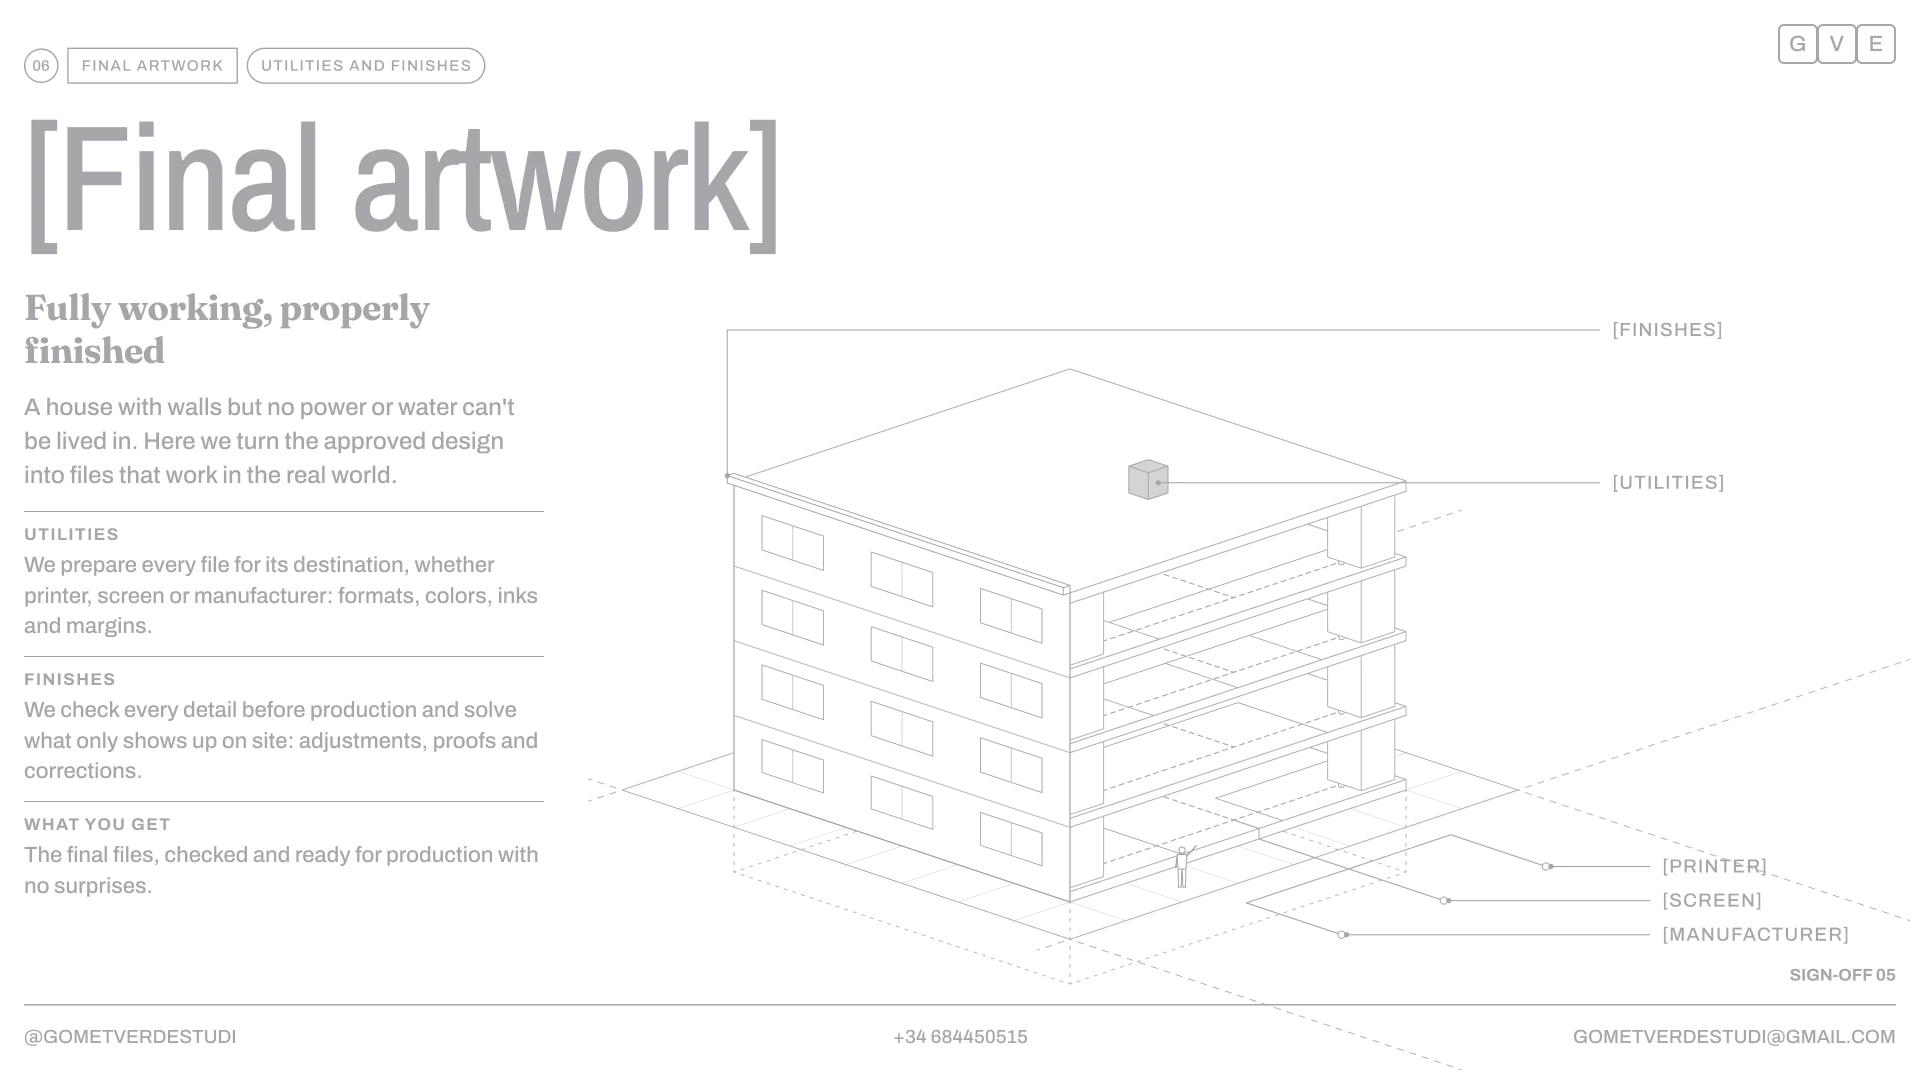 06 FINAL ARTWORK UTILITIES AND FINISHES
G V E
[Final artwork]
Fully working, properly
finished
A house with walls but no power or water can't
be lived in. Here we turn the approved design
into files that work in the real world.
UTILITIES
We prepare every file for its destination, whether
printer, screen or manufacturer: formats, colors, inks
and margins.
FINISHES
We check every detail before production and solve
what only shows up on site: adjustments, proofs and
corrections.
WHAT YOU GET
The final files, checked and ready for production with
no surprises.
[FINISHES]
[UTILITIES]
[PRINTER]
[SCREEN]
[MANUFACTURER]
SIGN-OFF 05
@GOMETVERDESTUDI
+34 684450515
GOMETVERDESTUDI@GMAIL.COM